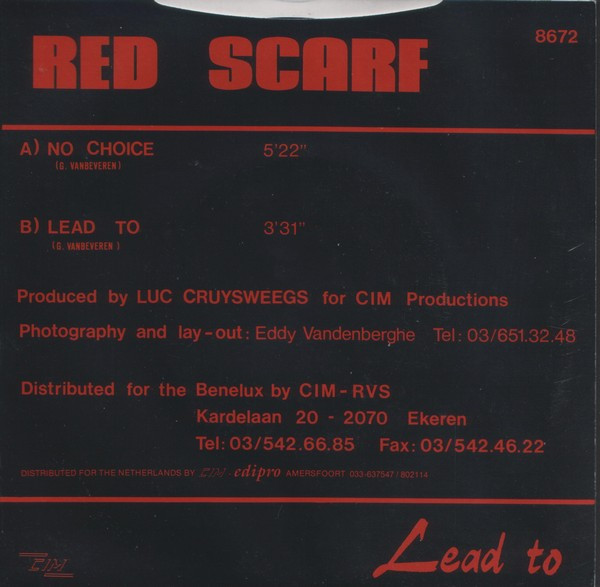 RED SCARF
8672
A) NO CHOICE 5'22"
(G. VANBEVEREN)
B) LEAD TO 3'31"
(G. VANBEVEREN)
Produced by LUC CRUYSWEEGS for CIM Productions
Photography and lay-out: Eddy Vandenberghe Tel: 03/651.32.48
Distributed for the Benelux by CIM-RVS
Kardelaan 20 - 2070 Ekeren
Tel: 03/542.66.85 Fax: 03/542.46.22
DISTRIBUTED FOR THE NETHERLANDS BY CIM edipro AMERSFOORT 033-637547/802114
CIM
Lead to